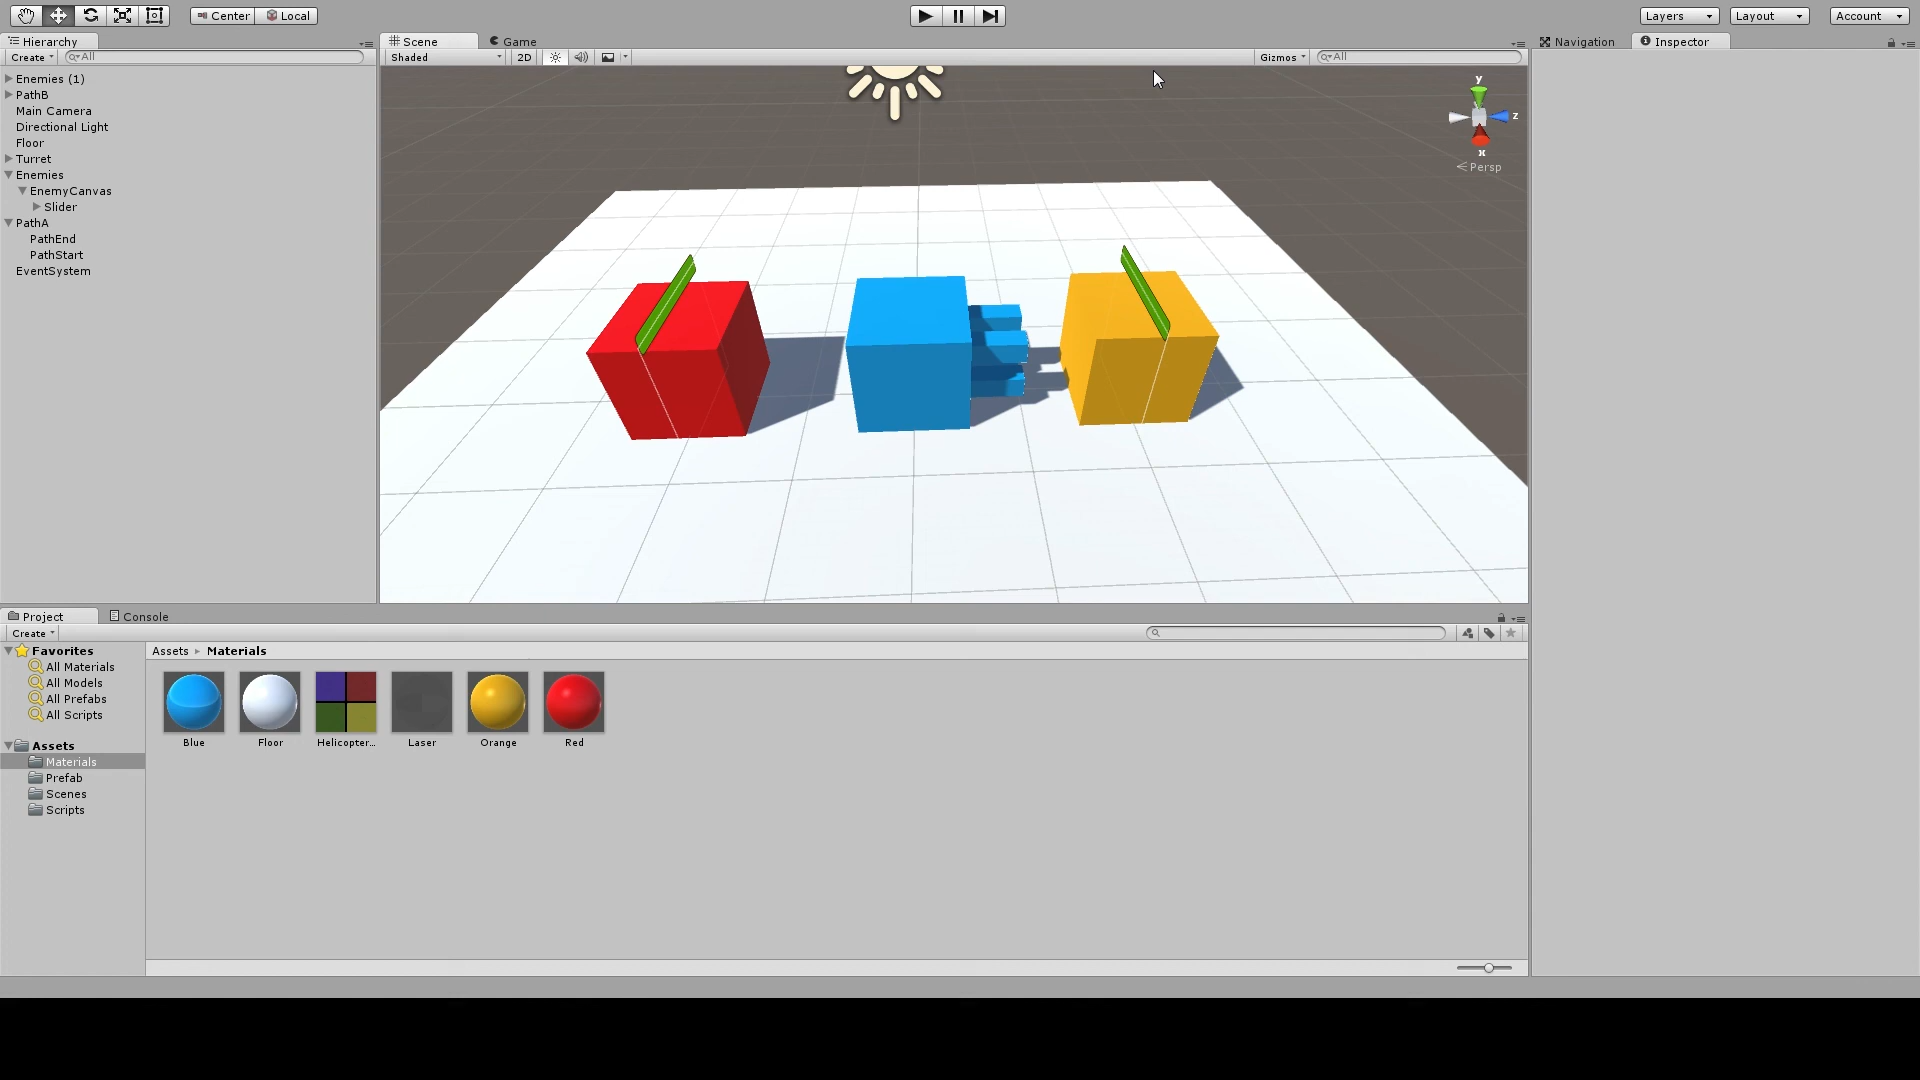 Center Local Layers Layout Account
Hierarchy Scene Game Navigation Inspector
Create All Shaded 2D Gizmos All
Enemies (1)
PathB
Main Camera
Directional Light
Floor
Turret
Enemies
EnemyCanvas
Slider
PathA
PathEnd
PathStart
EventSystem
y
z
x
Persp
Project Console
Create
Favorites
All Materials
All Models
All Prefabs
All Scripts
Assets
Materials
Prefab
Scenes
Scripts
Assets Materials
Blue Floor Helicopter... Laser Orange Red